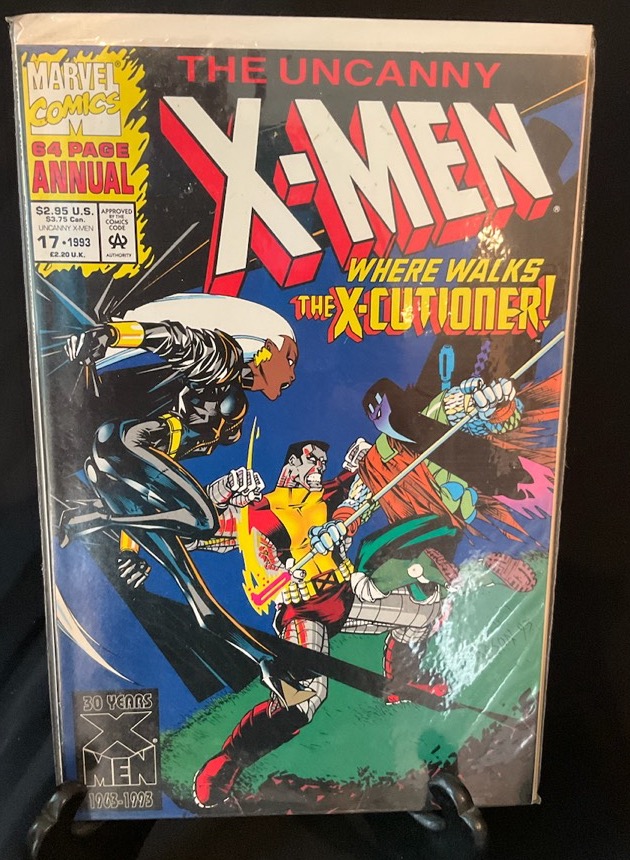 MARVEL
COMICS
M
64 PAGE
ANNUAL
$2.95 U.S.
$3.75 Can.
UNCANNY X-MEN
17 • 1993
£2.20 U.K.
APPROVED
BY THE
COMICS
CODE
CA
AUTHORITY
THE UNCANNY
X-MEN
®
WHERE WALKS
THE X-CUTIONER!
30 YEARS
X
MEN
1963-1993